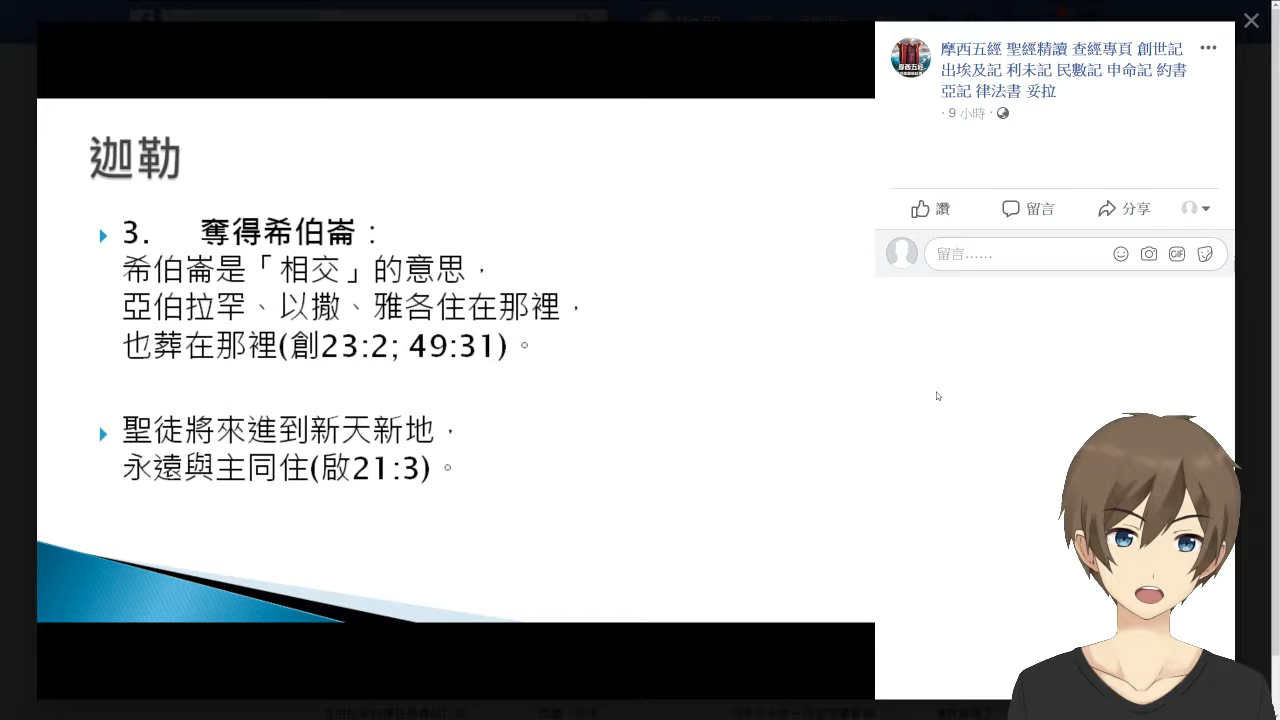 迦勒
3. 奪得希伯崙：
希伯崙是「相交」的意思，
亞伯拉罕、以撒、雅各住在那裡，
也葬在那裡(創23:2; 49:31)。
聖徒將來進到新天新地，
永遠與主同住(啟21:3)。
摩西五經 聖經精讀 查經專頁 創世記
出埃及記 利未記 民數記 申命記 約書
亞記 律法書 妥拉
· 9 小時 ·
讚 留言 分享
留言......
GIF